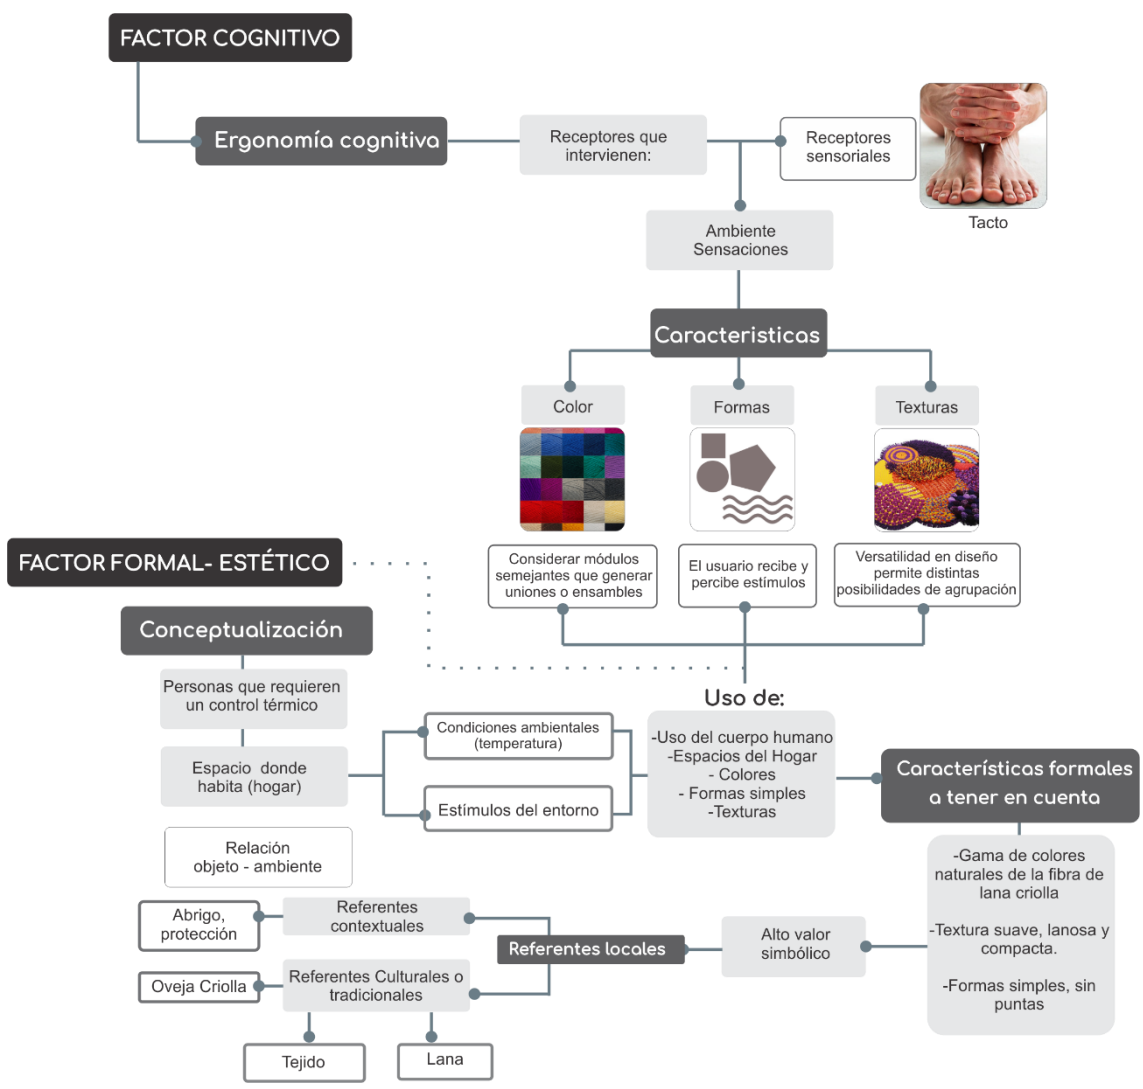 FACTOR COGNITIVO
Ergonomía cognitiva
Receptores que
intervienen:
Receptores
sensoriales
Tacto
Ambiente
Sensaciones
Caracteristicas
Color
Formas
Texturas
Considerar módulos
semejantes que generar
uniones o ensambles
El usuario recibe y
percibe estímulos
Versatilidad en diseño
permite distintas
posibilidades de agrupación
FACTOR FORMAL- ESTÉTICO
Conceptualización
Personas que requieren
un control térmico
Espacio donde
habita (hogar)
Relación
objeto - ambiente
Condiciones ambientales
(temperatura)
Estímulos del entorno
Uso de:
-Uso del cuerpo humano
-Espacios del Hogar
- Colores
- Formas simples
-Texturas
Características formales
a tener en cuenta
-Gama de colores
naturales de la fibra de
lana criolla
-Textura suave, lanosa y
compacta.
-Formas simples, sin
puntas
Alto valor
simbólico
Referentes locales
Referentes
contextuales
Abrigo,
protección
Referentes Culturales o
tradicionales
Oveja Criolla
Tejido
Lana